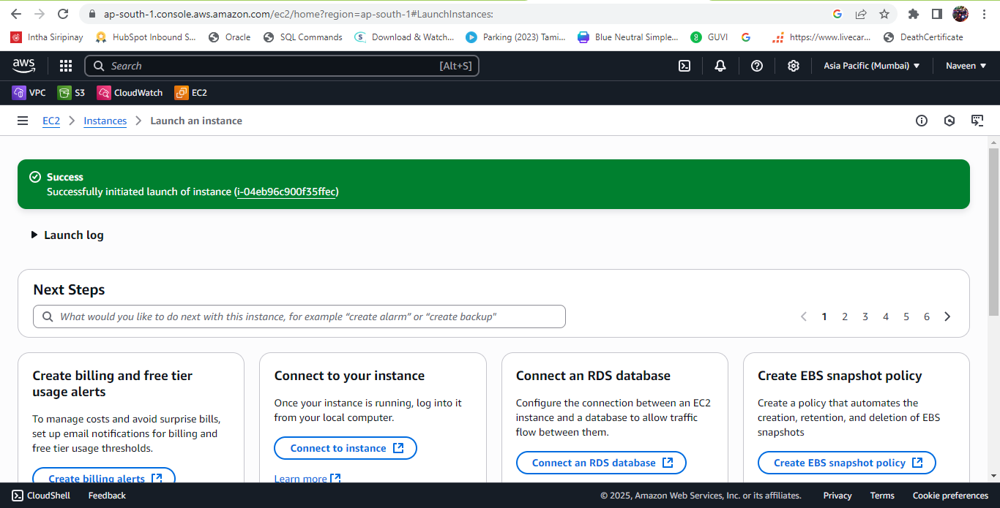 ap-south-1.console.aws.amazon.com/ec2/home?region=ap-south-1#LaunchInstances:
Intha Siripinay HubSpot Inbound S... Oracle SQL Commands Download & Watch... Parking (2023) Tami... Blue Neutral Simple... GUVI https://www.livecar... DeathCertificate
aws Search [Alt+S] Asia Pacific (Mumbai) Naveen
VPC S3 CloudWatch EC2
EC2 Instances Launch an instance
Success
Successfully initiated launch of instance (i-04eb96c900f35ffec)
Launch log
Next Steps
What would you like to do next with this instance, for example “create alarm” or “create backup”
1 2 3 4 5 6
Create billing and free tier
usage alerts
To manage costs and avoid surprise bills,
set up email notifications for billing and
free tier usage thresholds.
Create billing alerts
Connect to your instance
Once your instance is running, log into it
from your local computer.
Connect to instance
Learn more
Connect an RDS database
Configure the connection between an EC2
instance and a database to allow traffic
flow between them.
Connect an RDS database
Create EBS snapshot policy
Create a policy that automates the
creation, retention, and deletion of EBS
snapshots
Create EBS snapshot policy
CloudShell Feedback © 2025, Amazon Web Services, Inc. or its affiliates. Privacy Terms Cookie preferences